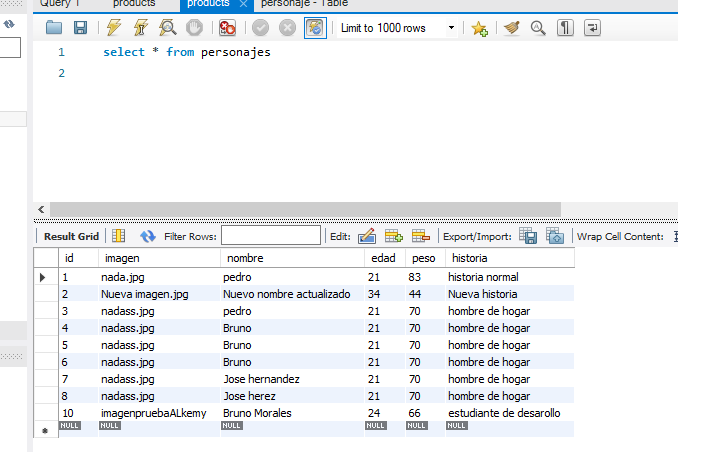 Query 1 products products personaje - Table
Limit to 1000 rows
1 select * from personajes
2
Result Grid Filter Rows: Edit: Export/Import: Wrap Cell Content:
id imagen nombre edad peso historia
1 nada.jpg pedro 21 83 historia normal
2 Nueva imagen.jpg Nuevo nombre actualizado 34 44 Nueva historia
3 nadass.jpg pedro 21 70 hombre de hogar
4 nadass.jpg Bruno 21 70 hombre de hogar
5 nadass.jpg Bruno 21 70 hombre de hogar
6 nadass.jpg Bruno 21 70 hombre de hogar
7 nadass.jpg Jose hernandez 21 70 hombre de hogar
8 nadass.jpg Jose herez 21 70 hombre de hogar
10 imagenpruebaALkemy Bruno Morales 24 66 estudiante de desarollo
NULL NULL NULL NULL NULL NULL